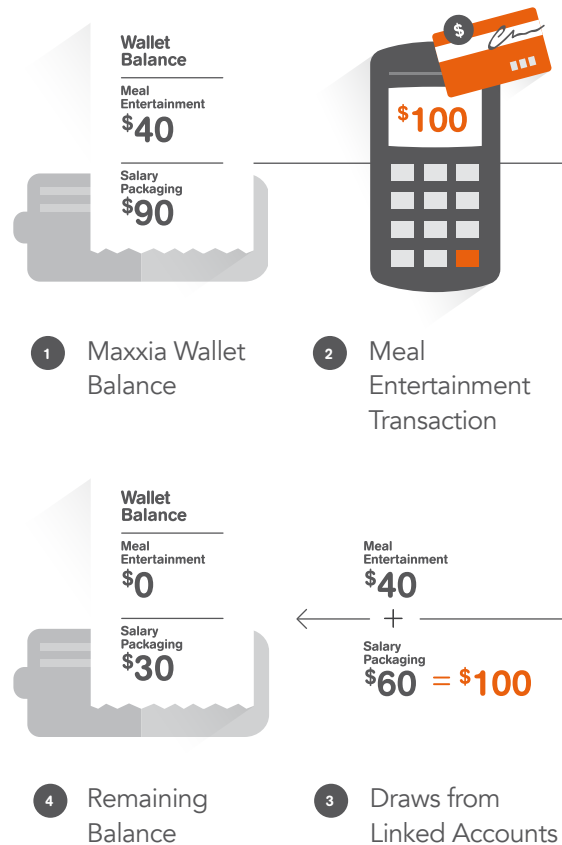 Wallet
Balance
Meal
Entertainment
$40
Salary
Packaging
$90
$
$100
1 Maxxia Wallet
Balance
2 Meal
Entertainment
Transaction
Wallet
Balance
Meal
Entertainment
$0
Salary
Packaging
$30
Meal
Entertainment
$40
+
Salary
Packaging
$60 = $100
4 Remaining
Balance
3 Draws from
Linked Accounts